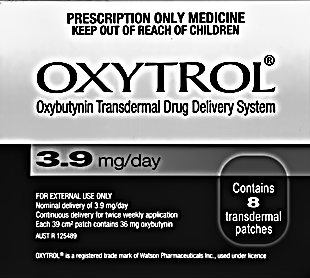 PRESCRIPTION ONLY MEDICINE
KEEP OUT OF REACH OF CHILDREN
OXYTROL®
Oxybutynin Transdermal Drug Delivery System
3.9 mg/day
FOR EXTERNAL USE ONLY
Nominal delivery of 3.9 mg/day
Continuous delivery for twice weekly application
Each 39 cm² patch contains 36 mg oxybutynin
AUST R 125489
Contains
8
transdermal
patches
OXYTROL® is a registered trade mark of Watson Pharmaceuticals Inc., used under licence